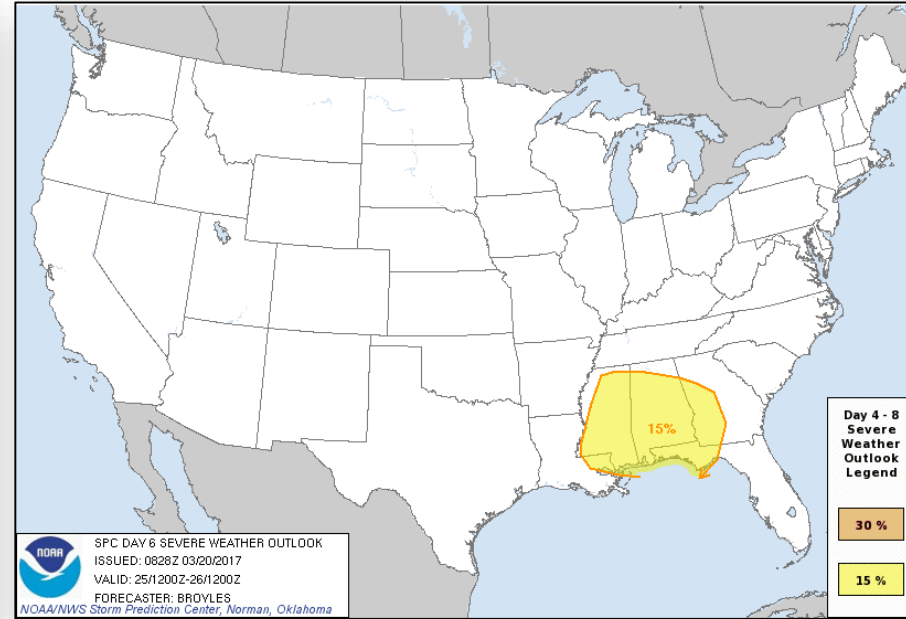 15%
Day 4 - 8
Severe
Weather
Outlook
Legend
30 %
15 %
NOAA
SPC DAY 6 SEVERE WEATHER OUTLOOK
ISSUED: 0828Z 03/20/2017
VALID: 25/1200Z-26/1200Z
FORECASTER: BROYLES
NOAA/NWS Storm Prediction Center, Norman, Oklahoma